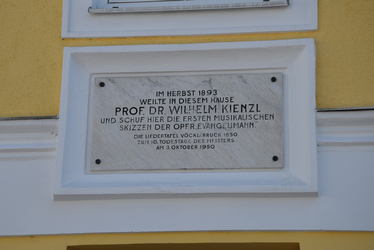 IM HERBST 1893
WEILTE IN DIESEM HAUSE
PROF. DR. WILHELM KIENZL
UND SCHUF HIER DIE ERSTEN MUSIKALISCHEN
SKIZZEN DER OPER „EVANGELIMANN".
DIE LIEDERTAFEL VÖCKLABRUCK 1850
ZUM 10. TODESTAGE DES MEISTERS
AM 3. OKTOBER 1950